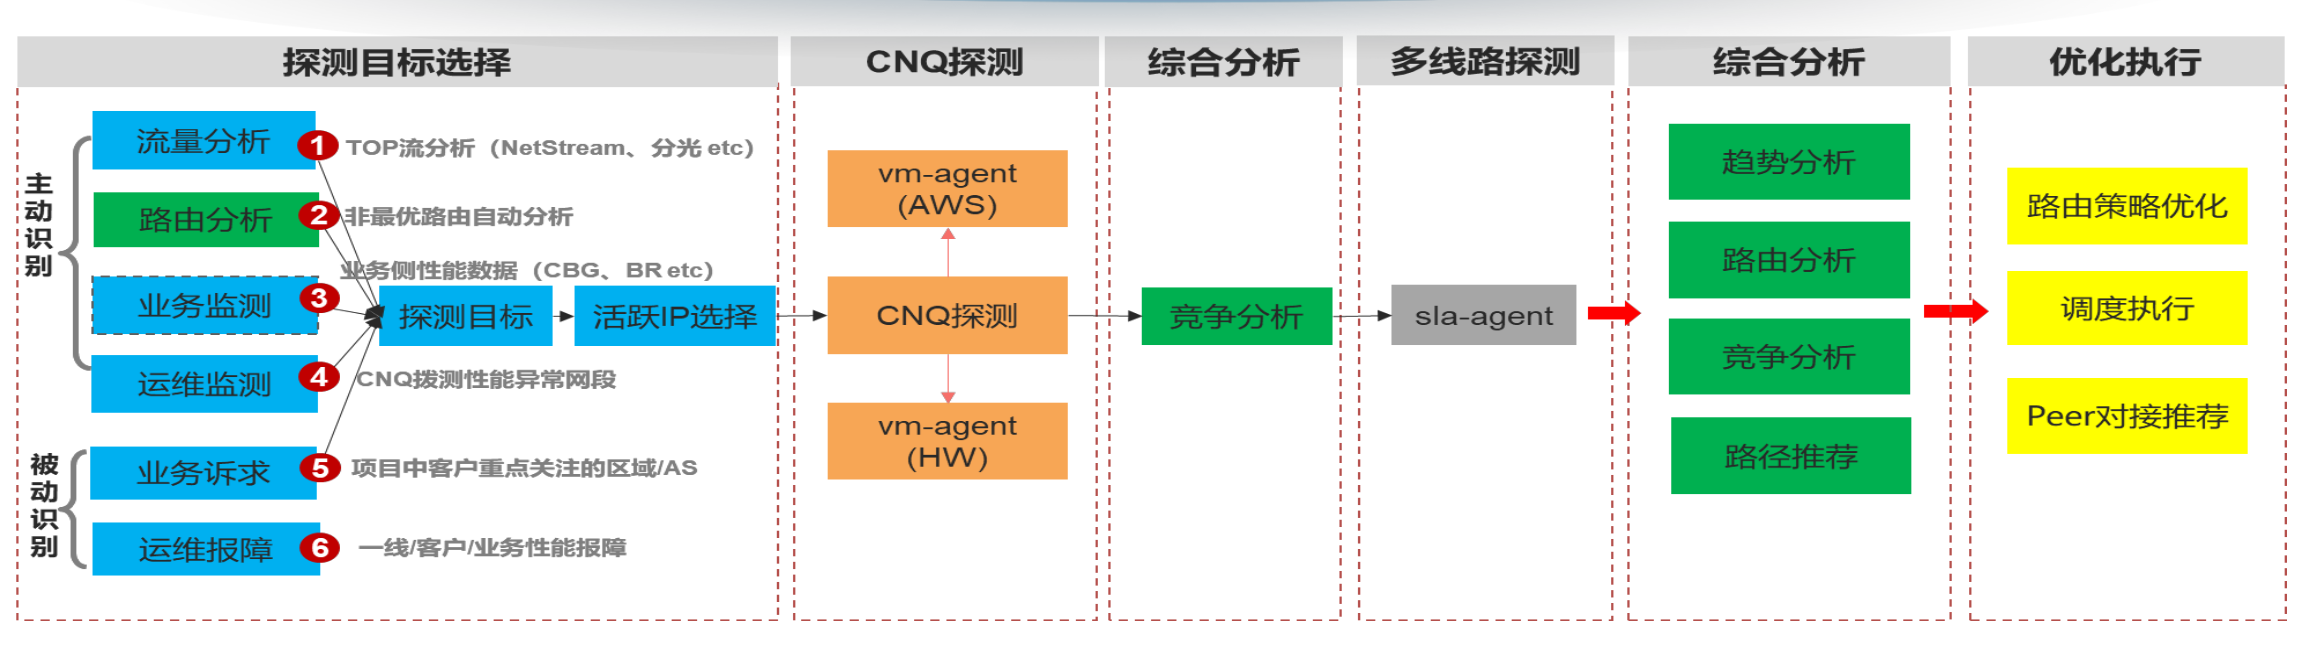 探测目标选择
CNQ探测
综合分析
多线路探测
综合分析
优化执行
主动识别
流量分析
1
TOP流分析（NetStream、分光 etc）
路由分析
2
非最优路由自动分析
业务侧性能数据（CBG、BR etc）
业务监测
3
探测目标
活跃IP选择
运维监测
4
CNQ拨测性能异常网段
被动识别
业务诉求
5
项目中客户重点关注的区域/AS
运维报障
6
一线/客户/业务性能报障
vm-agent
(AWS)
CNQ探测
vm-agent
(HW)
竞争分析
sla-agent
趋势分析
路由分析
竞争分析
路径推荐
路由策略优化
调度执行
Peer对接推荐